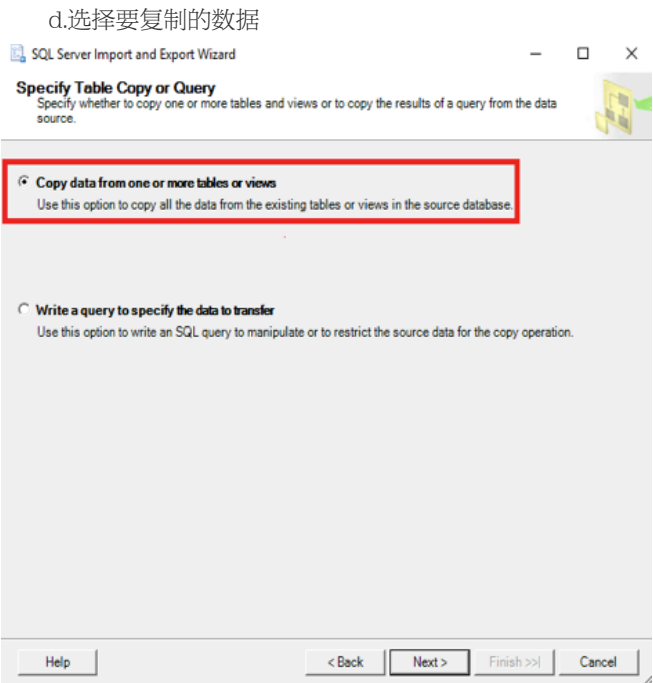 d.选择要复制的数据
SQL Server Import and Export Wizard
Specify Table Copy or Query
Specify whether to copy one or more tables and views or to copy the results of a query from the data
source.
Copy data from one or more tables or views
Use this option to copy all the data from the existing tables or views in the source database.
Write a query to specify the data to transfer
Use this option to write an SQL query to manipulate or to restrict the source data for the copy operation.
Help < Back Next > Finish >>| Cancel